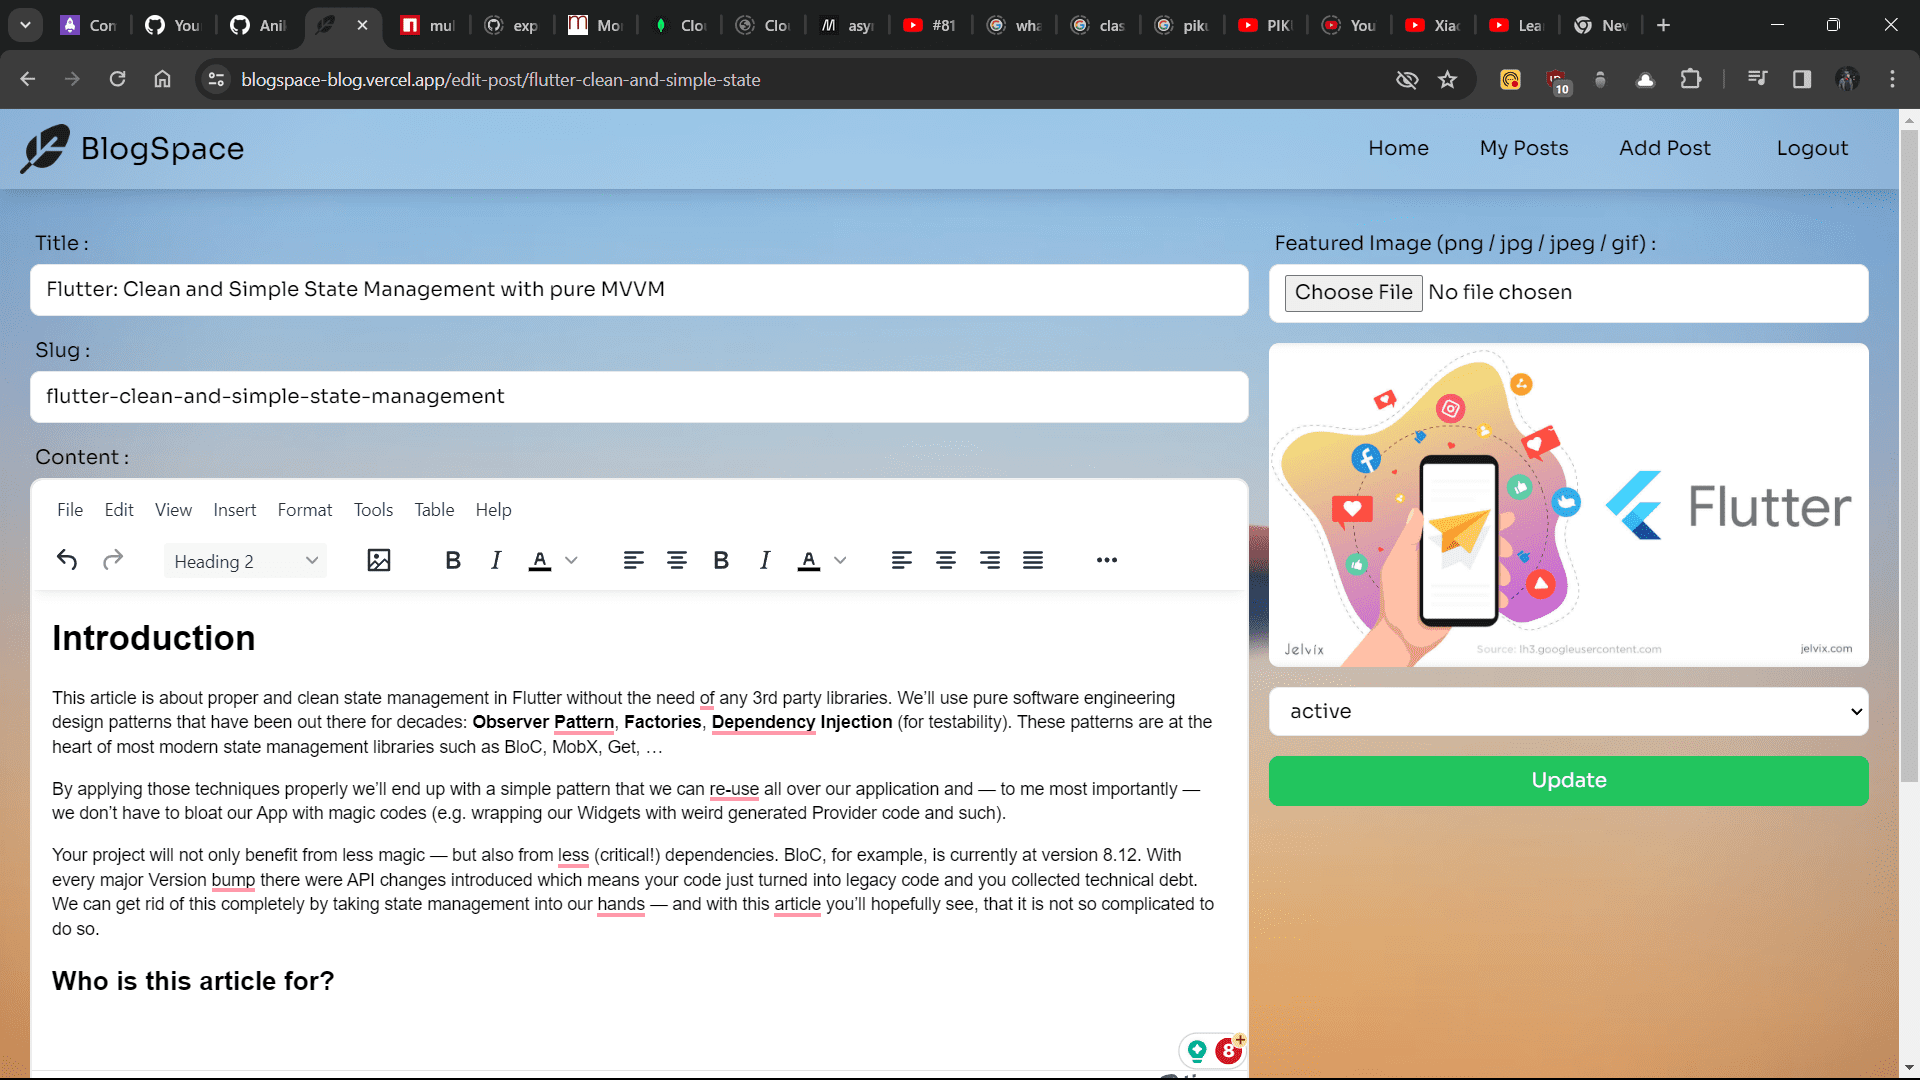 Con
You
Ani
mul
exp
Mo
Clo
Clo
asy
#81
wha
clas
piku
PIK
You
Xia
Lea
New
blogspace-blog.vercel.app/edit-post/flutter-clean-and-simple-state
10
BlogSpace
Home
My Posts
Add Post
Logout
Title :
Flutter: Clean and Simple State Management with pure MVVM
Slug :
flutter-clean-and-simple-state-management
Content :
File Edit View Insert Format Tools Table Help
Heading 2
B I A B I A
Introduction
This article is about proper and clean state management in Flutter without the need of any 3rd party libraries. We’ll use pure software engineering
design patterns that have been out there for decades: Observer Pattern, Factories, Dependency Injection (for testability). These patterns are at the
heart of most modern state management libraries such as BloC, MobX, Get, …
By applying those techniques properly we’ll end up with a simple pattern that we can re-use all over our application and — to me most importantly —
we don’t have to bloat our App with magic codes (e.g. wrapping our Widgets with weird generated Provider code and such).
Your project will not only benefit from less magic — but also from less (critical!) dependencies. BloC, for example, is currently at version 8.12. With
every major Version bump there were API changes introduced which means your code just turned into legacy code and you collected technical debt.
We can get rid of this completely by taking state management into our hands — and with this article you’ll hopefully see, that it is not so complicated to
do so.
Who is this article for?
8
Featured Image (png / jpg / jpeg / gif) :
Choose File No file chosen
Flutter
Jelvix
Source: lh3.googleusercontent.com
jelvix.com
active
Update